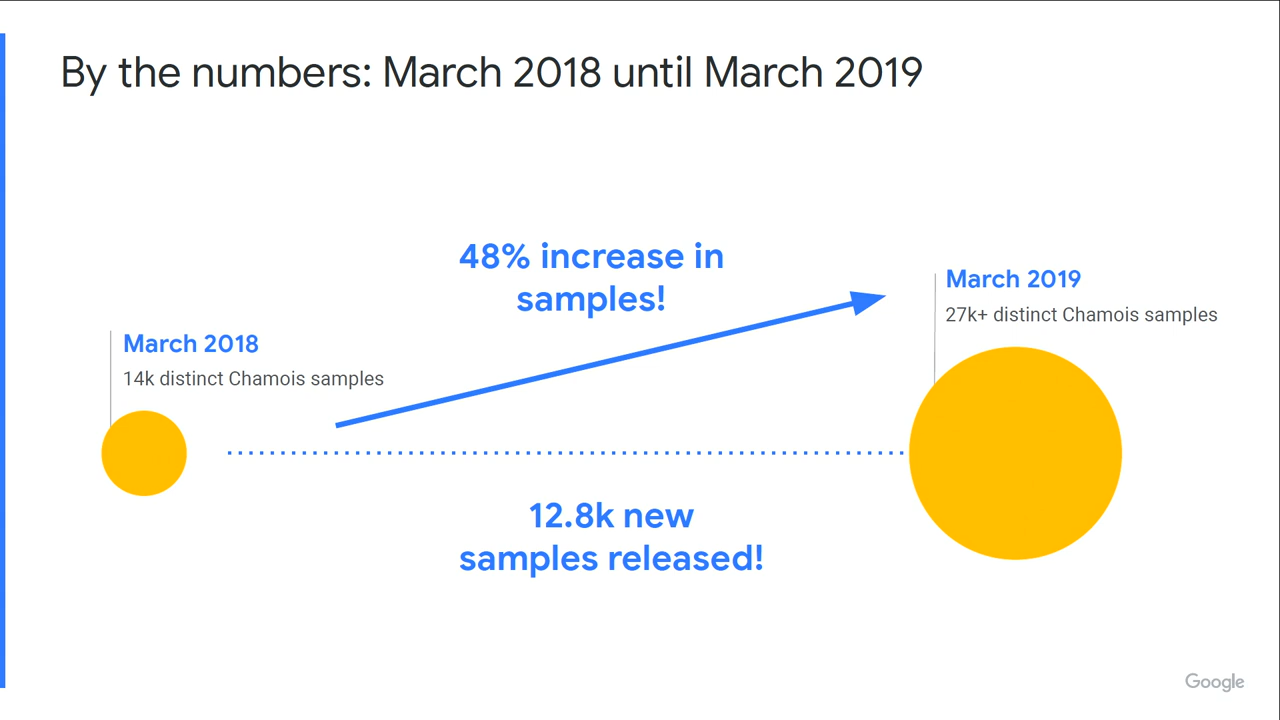 By the numbers: March 2018 until March 2019
48% increase in
samples!
March 2018
14k distinct Chamois samples
March 2019
27k+ distinct Chamois samples
12.8k new
samples released!
Google